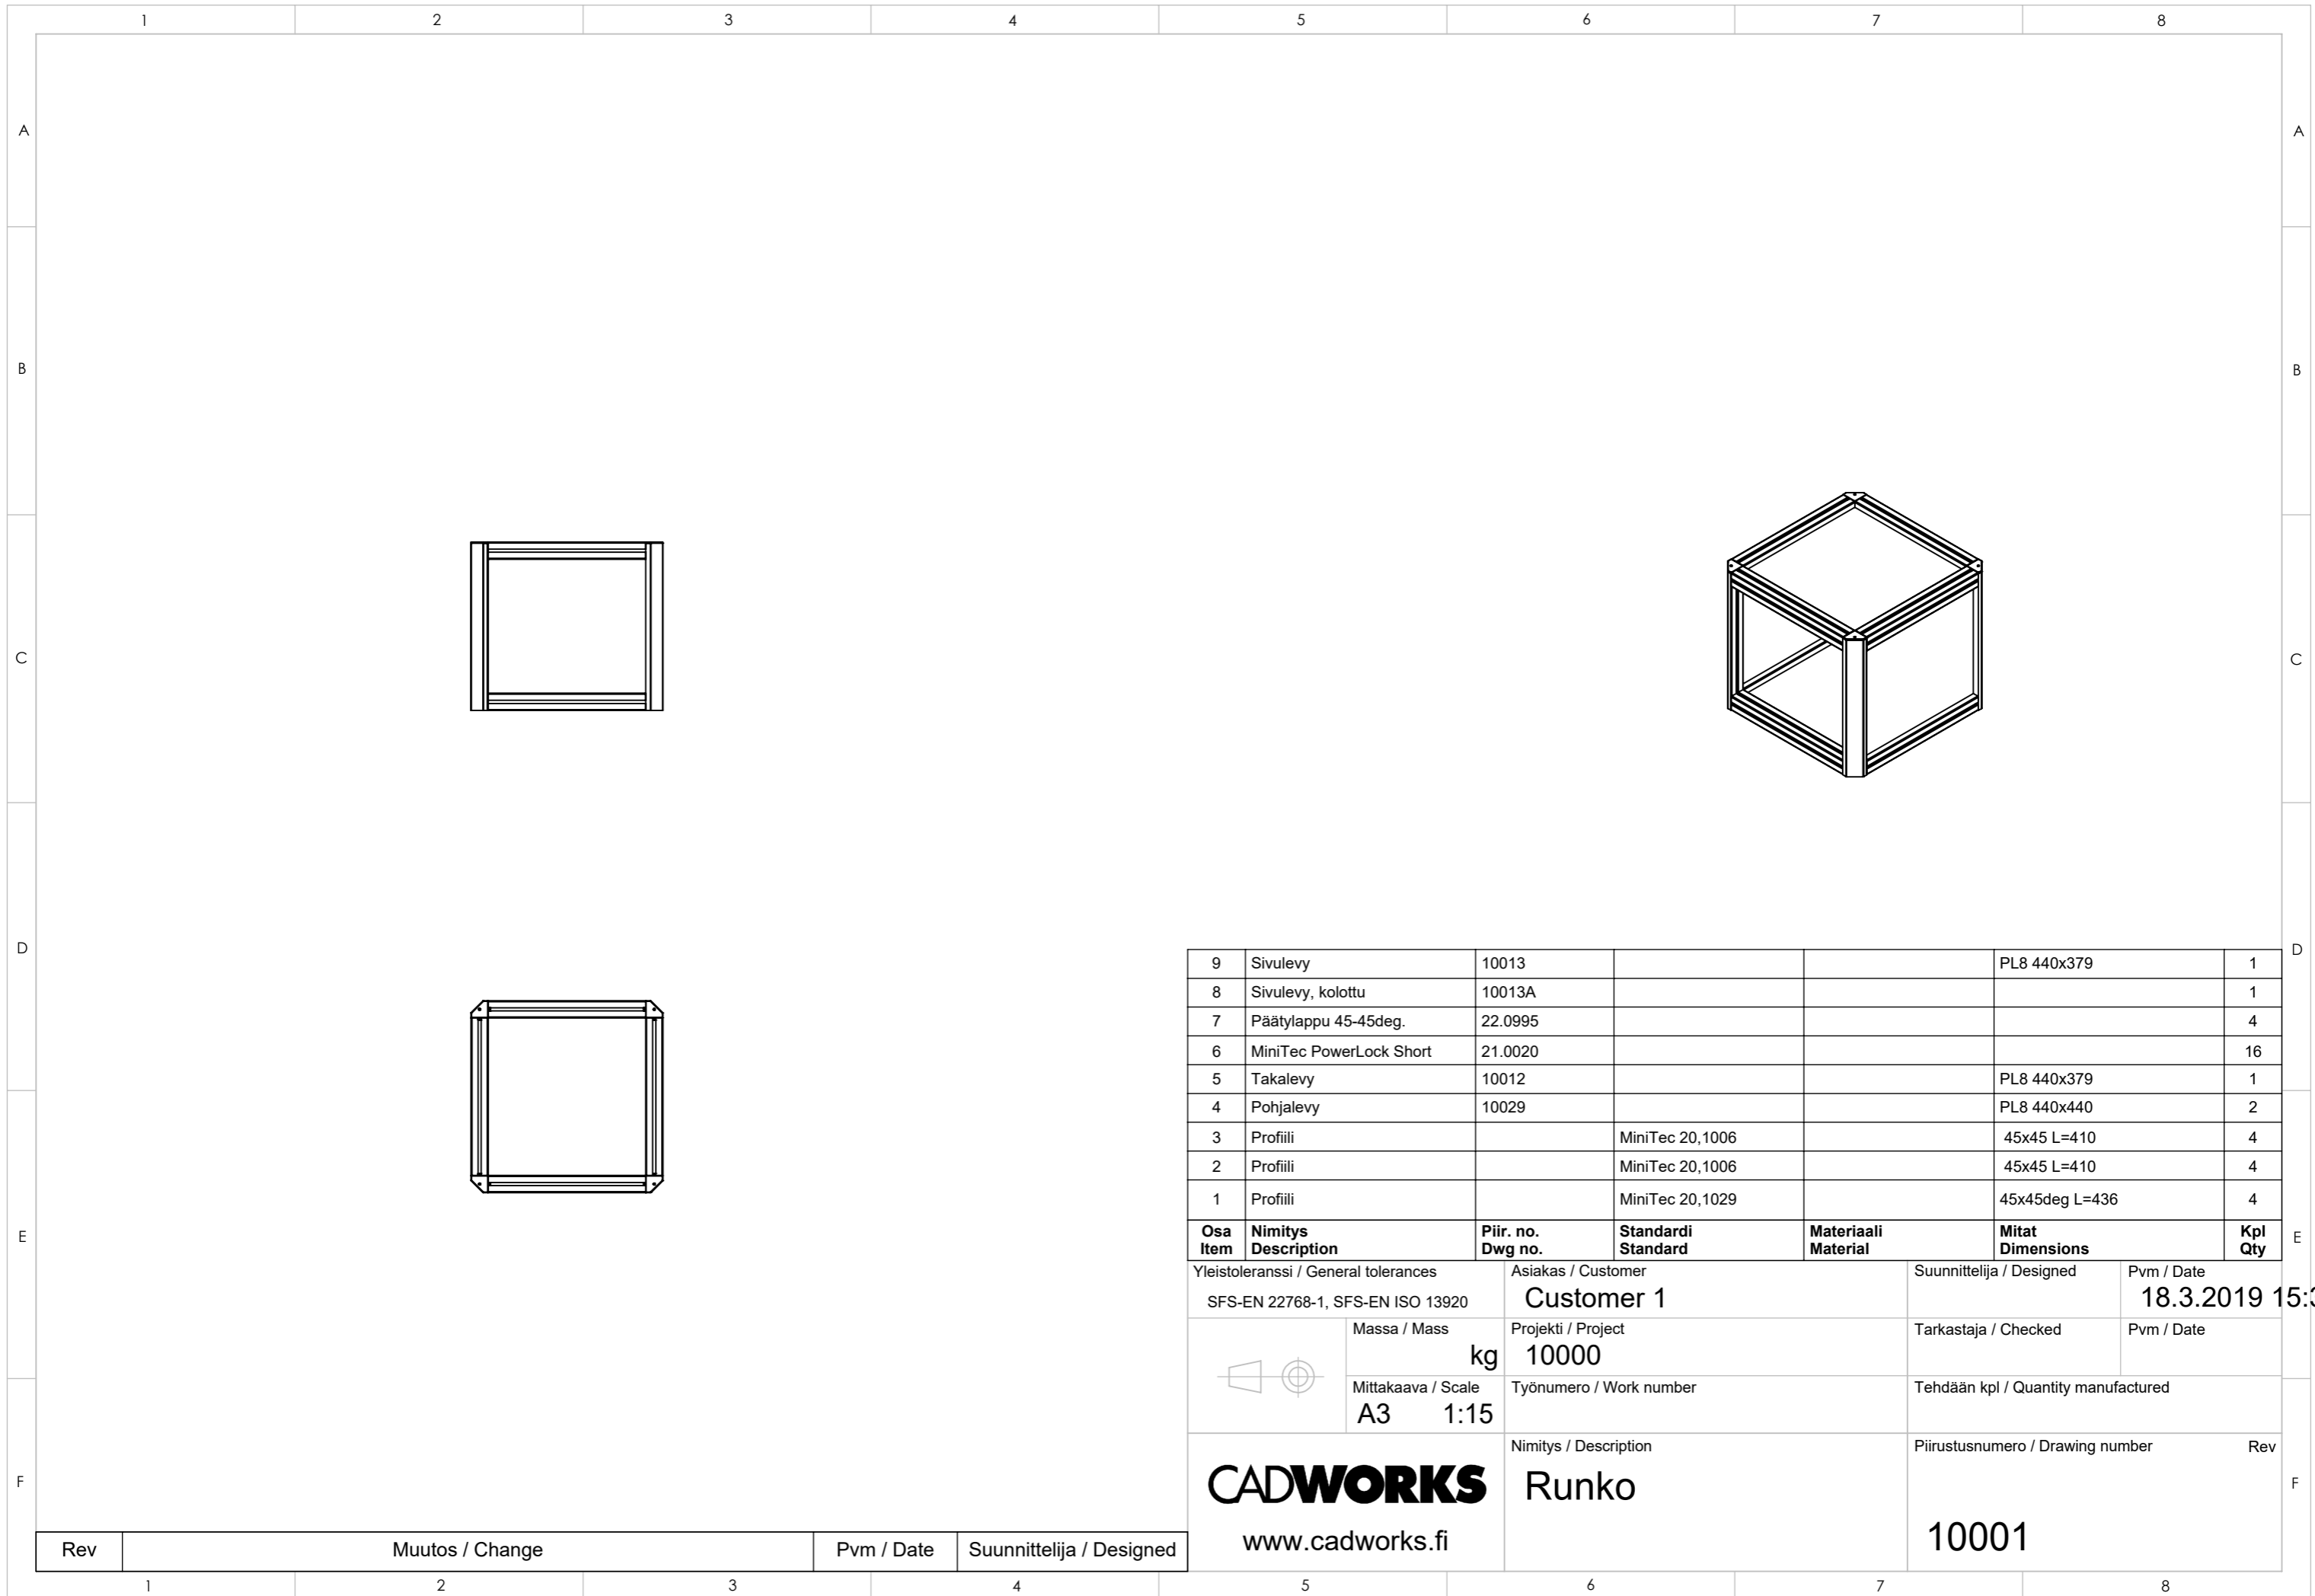 1 2 3 4 5 6 7 8
A A
B B
C C
D D
E E
F F
9 Sivulevy 10013 PL8 440x379 1
8 Sivulevy, kolottu 10013A 1
7 Päätylappu 45-45deg. 22.0995 4
6 MiniTec PowerLock Short 21.0020 16
5 Takalevy 10012 PL8 440x379 1
4 Pohjalevy 10029 PL8 440x440 2
3 Profiili MiniTec 20,1006 45x45 L=410 4
2 Profiili MiniTec 20,1006 45x45 L=410 4
1 Profiili MiniTec 20,1029 45x45deg L=436 4
Osa Nimitys Piir. no. Standardi Materiaali Mitat Kpl
Item Description Dwg no. Standard Material Dimensions Qty
Yleistoleranssi / General tolerances
SFS-EN 22768-1, SFS-EN ISO 13920
Asiakas / Customer
Customer 1
Suunnittelija / Designed
Pvm / Date
18.3.2019 15:
Massa / Mass
kg
Projekti / Project
10000
Tarkastaja / Checked
Pvm / Date
Mittakaava / Scale
A3 1:15
Työnumero / Work number
Tehdään kpl / Quantity manufactured
CADWORKS
www.cadworks.fi
Nimitys / Description
Runko
Piirustusnumero / Drawing number Rev
10001
Rev Muutos / Change Pvm / Date Suunnittelija / Designed
1 2 3 4 5 6 7 8